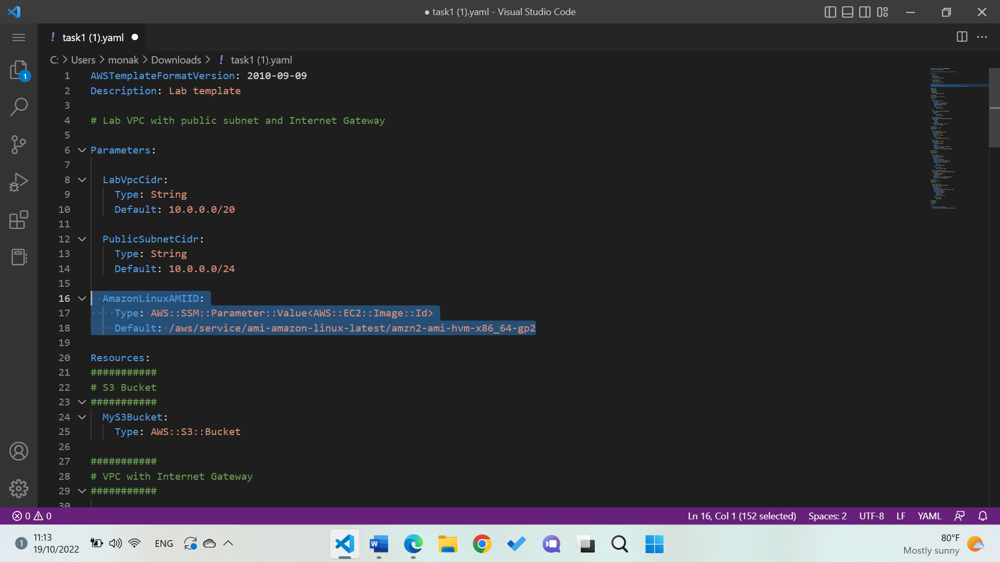 ● task1 (1).yaml - Visual Studio Code
! task1 (1).yaml ●
C: > Users > monak > Downloads > ! task1 (1).yaml
1 AWSTemplateFormatVersion: 2010-09-09
2 Description: Lab template
3
4 # Lab VPC with public subnet and Internet Gateway
5
6 Parameters:
7
8 LabVpcCidr:
9 Type: String
10 Default: 10.0.0.0/20
11
12 PublicSubnetCidr:
13 Type: String
14 Default: 10.0.0.0/24
15
16 AmazonLinuxAMIID:
17 Type: AWS::SSM::Parameter::Value<AWS::EC2::Image::Id>
18 Default: /aws/service/ami-amazon-linux-latest/amzn2-ami-hvm-x86_64-gp2
19
20 Resources:
21 ###########
22 # S3 Bucket
23 ###########
24 MyS3Bucket:
25 Type: AWS::S3::Bucket
26
27 ###########
28 # VPC with Internet Gateway
29 ###########
30
1
0 0
Ln 16, Col 1 (152 selected) Spaces: 2 UTF-8 LF YAML
1 11:13
19/10/2022
ENG
W
80°F
Mostly sunny